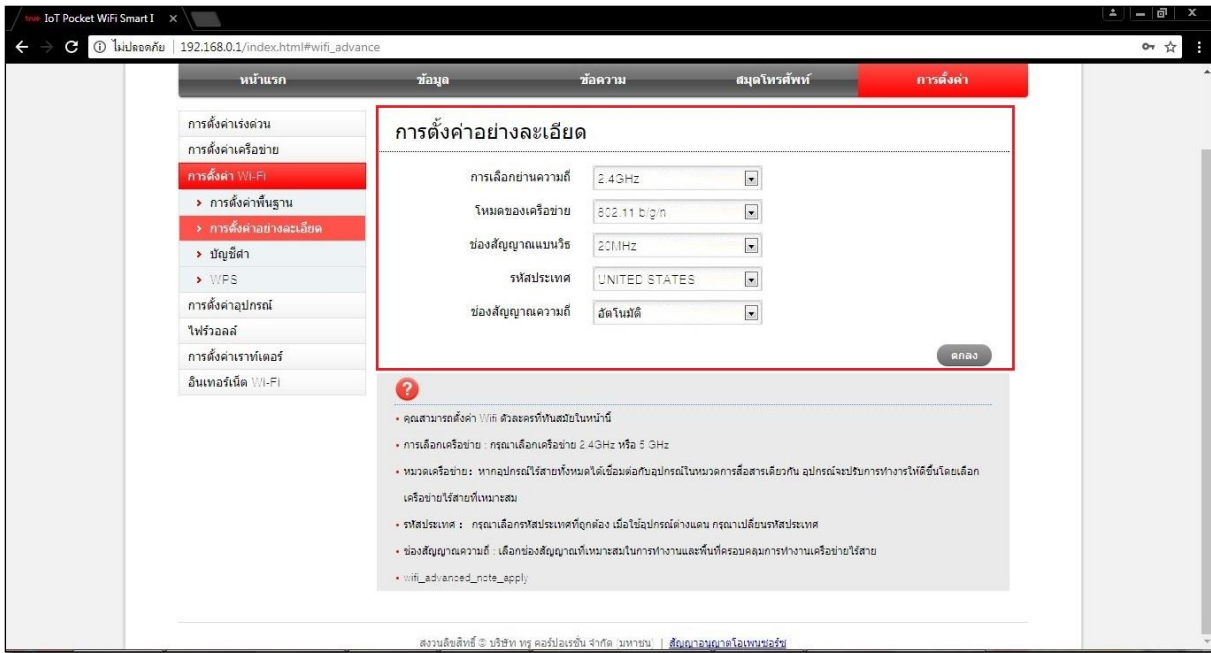 true IoT Pocket WiFi Smart I
ไม่ปลอดภัย 192.168.0.1/index.html#wifi_advance
หน้าแรก ข้อมูล ข้อความ สมุดโทรศัพท์ การตั้งค่า
การตั้งค่าเร่งด่วน
การตั้งค่าเครือข่าย
การตั้งค่า Wi-Fi
การตั้งค่าพื้นฐาน
การตั้งค่าอย่างละเอียด
บัญชีดำ
WPS
การตั้งค่าอุปกรณ์
ไฟร์วอลล์
การตั้งค่าเราท์เตอร์
อินเทอร์เน็ต Wi-Fi
การตั้งค่าอย่างละเอียด
การเลือกย่านความถี่ 2.4GHz
โหมดของเครือข่าย 802.11 b/g/n
ช่องสัญญาณแบนวิธ 20MHz
รหัสประเทศ UNITED STATES
ช่องสัญญาณความถี่ อัตโนมัติ
ตกลง
?
• คุณสามารถตั้งค่า Wifi ตัวละครที่ทันสมัยในหน้านี้
• การเลือกเครือข่าย : กรุณาเลือกเครือข่าย 2.4GHz หรือ 5 GHz
• หมวดเครือข่าย: หากอุปกรณ์ไร้สายทั้งหมดได้เชื่อมต่อกับอุปกรณ์ในหมวดการสื่อสารเดียวกัน อุปกรณ์จะปรับการทำงารให้ดีขึ้นโดยเลือก
เครือข่ายไร้สายที่เหมาะสม
• รหัสประเทศ : กรุณาเลือกรหัสประเทศที่ถูกต้อง เมื่อใช้อุปกรณ์ต่างแดน กรุณาเปลี่ยนรหัสประเทศ
• ช่องสัญญาณความถี่ : เลือกช่องสัญญาณที่เหมาะสมในการทำงานและพื้นที่ครอบคลุมการทำงานเครือข่ายไร้สาย
• wifi_advanced_note_apply
สงวนลิขสิทธิ์ © บริษัท ทรู คอร์ปอเรชั่น จำกัด (มหาชน) | สัญญาอนุญาตโอเพนซอร์ซ